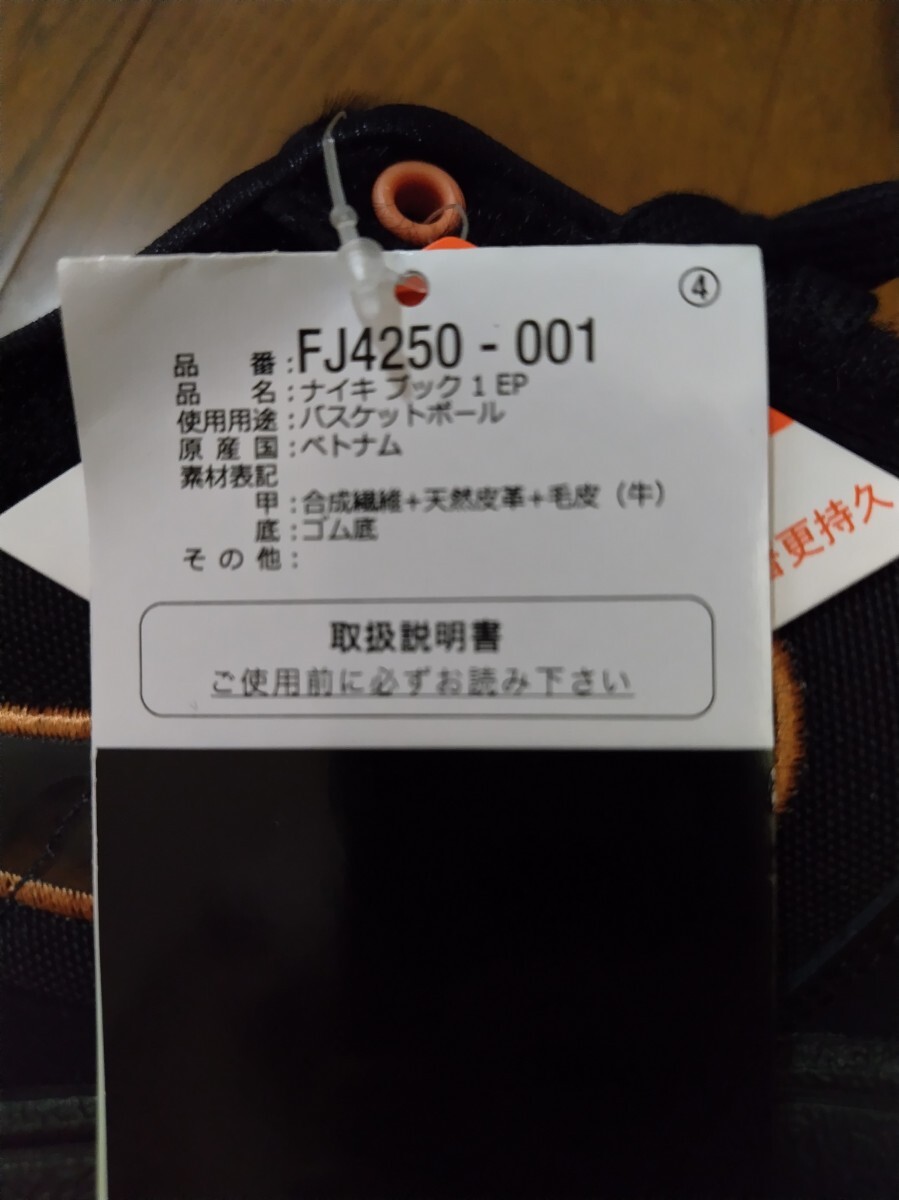 ④
品 番:FJ4250-001
品 名:ナイキ ブック 1 EP
使用用途:バスケットボール
原産国:ベトナム
素材表記
甲:合成繊維+天然皮革+毛皮（牛）
底:ゴム底
その他:
取扱説明書
ご使用前に必ずお読み下さい
更持久